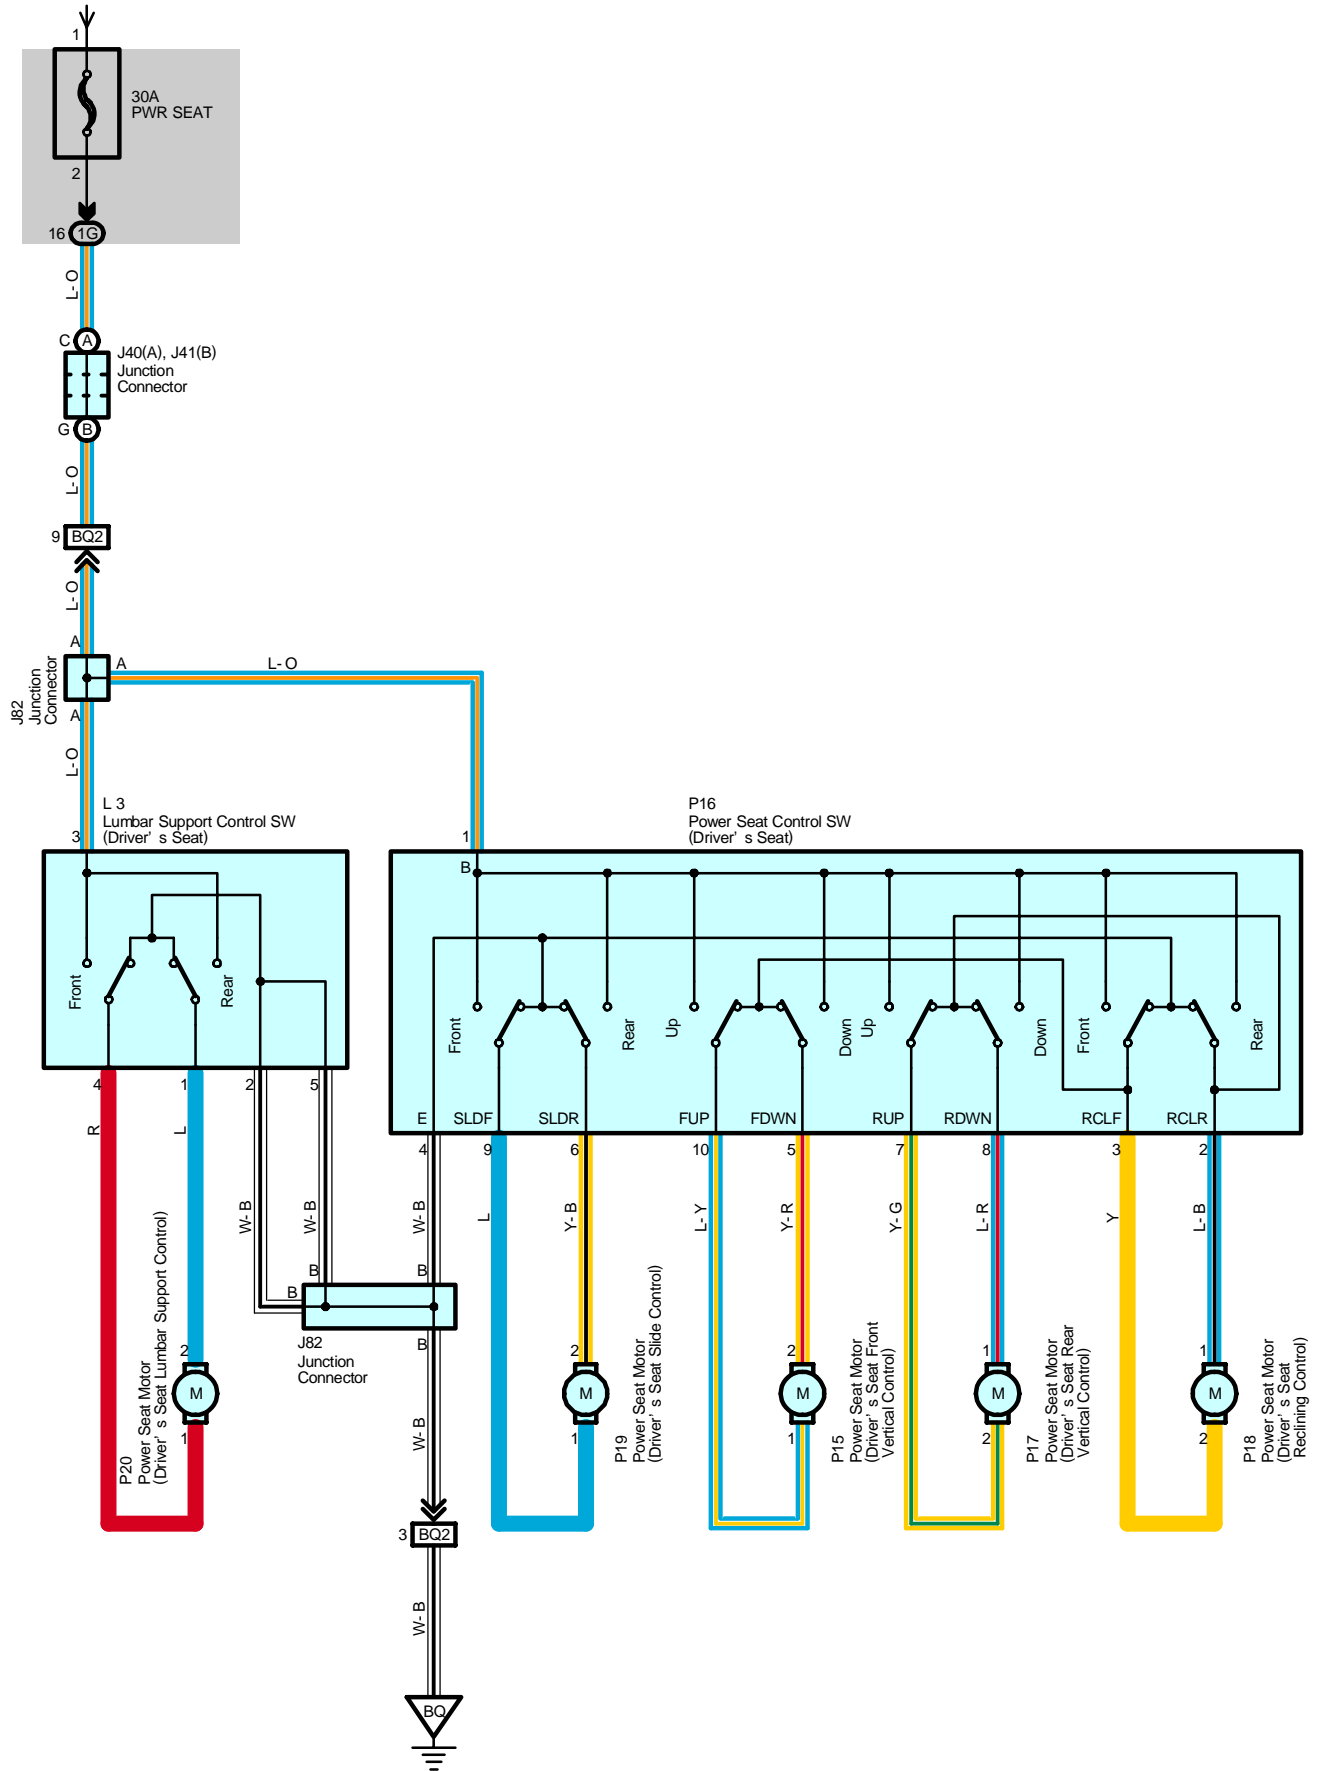 1
30A
PWR SEAT
2
16 1G
L- O
C A
J40(A), J41(B)
Junction
Connector
G B
L- O
9 BQ2
L- O
A
A
L- O
J82
Junction
Connector
A
L- O
L 3
Lumbar Support Control SW
(Driver' s Seat)
3
P16
Power Seat Control SW
(Driver' s Seat)
1
B
Front
Rear
Front
Rear
Up
Down
Up
Down
Front
Rear
E
SLDF
SLDR
FUP
FDWN
RUP
RDWN
RCLF
RCLR
4
1
2
5
4
9
6
10
5
7
8
3
2
R
L
W- B
W- B
W- B
L
Y- B
L- Y
Y- R
Y- G
L- R
Y
L- B
B
B
B
B
J82
Junction
Connector
2
M
1
P20
Power Seat Motor
(Driver' s Seat Lumbar Support Control)
2
M
1
P19
Power Seat Motor
(Driver' s Seat Slide Control)
2
M
1
P15
Power Seat Motor
(Driver' s Seat Front
Vertical Control)
1
M
2
P17
Power Seat Motor
(Driver' s Seat Rear
Vertical Control)
1
M
2
P18
Power Seat Motor
(Driver' s Seat
Reclining Control)
W- B
3 BQ2
W- B
BQ